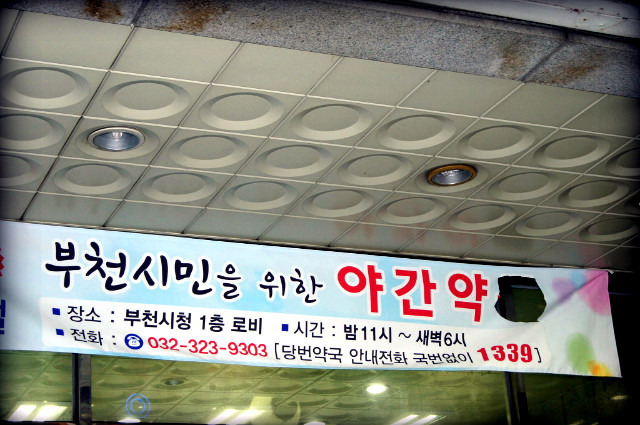 부천시민을 위한 야간약
■ 장소 : 부천시청 1층 로비 ■ 시간 : 밤11시 ~ 새벽6시
■ 전화 : ☎ 032-323-9303 [당번약국 안내전화 국번없이 1339]